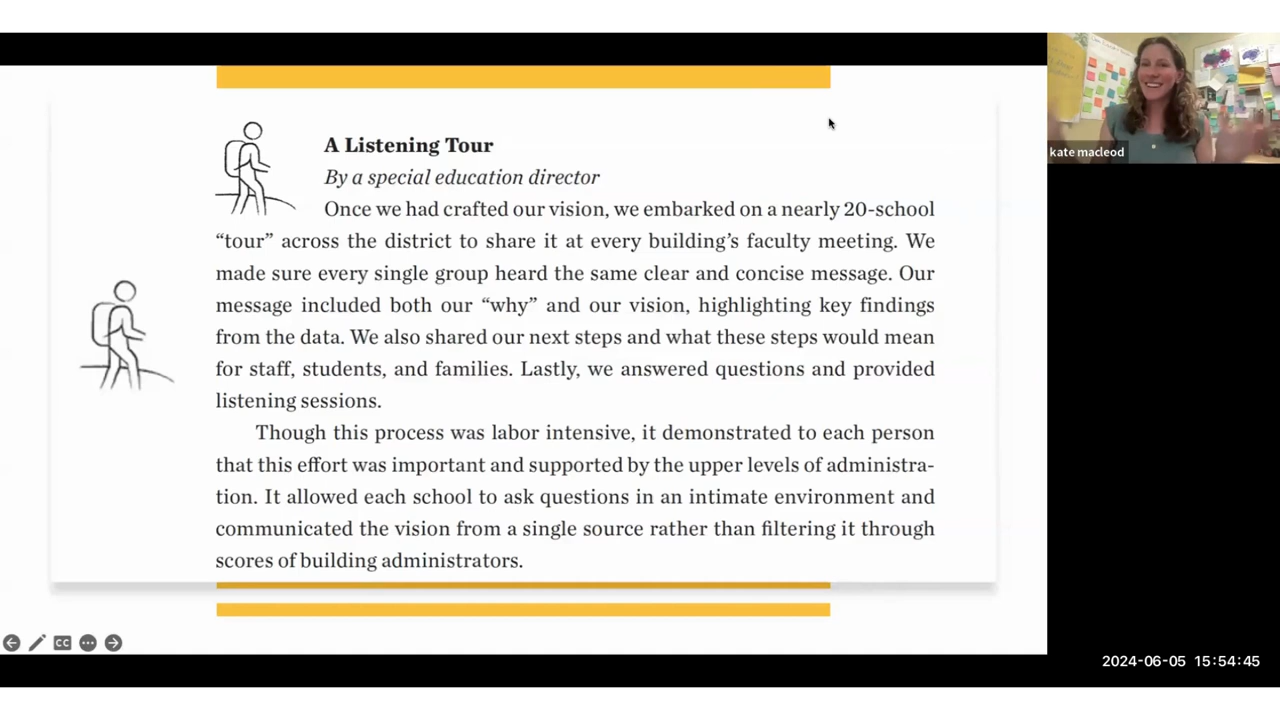 A Listening Tour
By a special education director
Once we had crafted our vision, we embarked on a nearly 20-school
“tour” across the district to share it at every building’s faculty meeting. We
made sure every single group heard the same clear and concise message. Our
message included both our “why” and our vision, highlighting key findings
from the data. We also shared our next steps and what these steps would mean
for staff, students, and families. Lastly, we answered questions and provided
listening sessions.
Though this process was labor intensive, it demonstrated to each person
that this effort was important and supported by the upper levels of administra-
tion. It allowed each school to ask questions in an intimate environment and
communicated the vision from a single source rather than filtering it through
scores of building administrators.
kate macleod
CC
2024-06-05 15:54:45